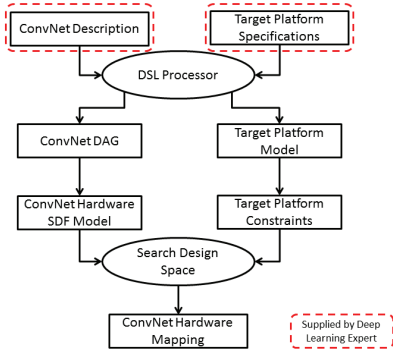 ConvNet Description
Target Platform
Specifications
DSL Processor
ConvNet DAG
Target Platform
Model
ConvNet Hardware
SDF Model
Target Platform
Constraints
Search Design
Space
ConvNet Hardware
Mapping
Supplied by Deep
Learning Expert